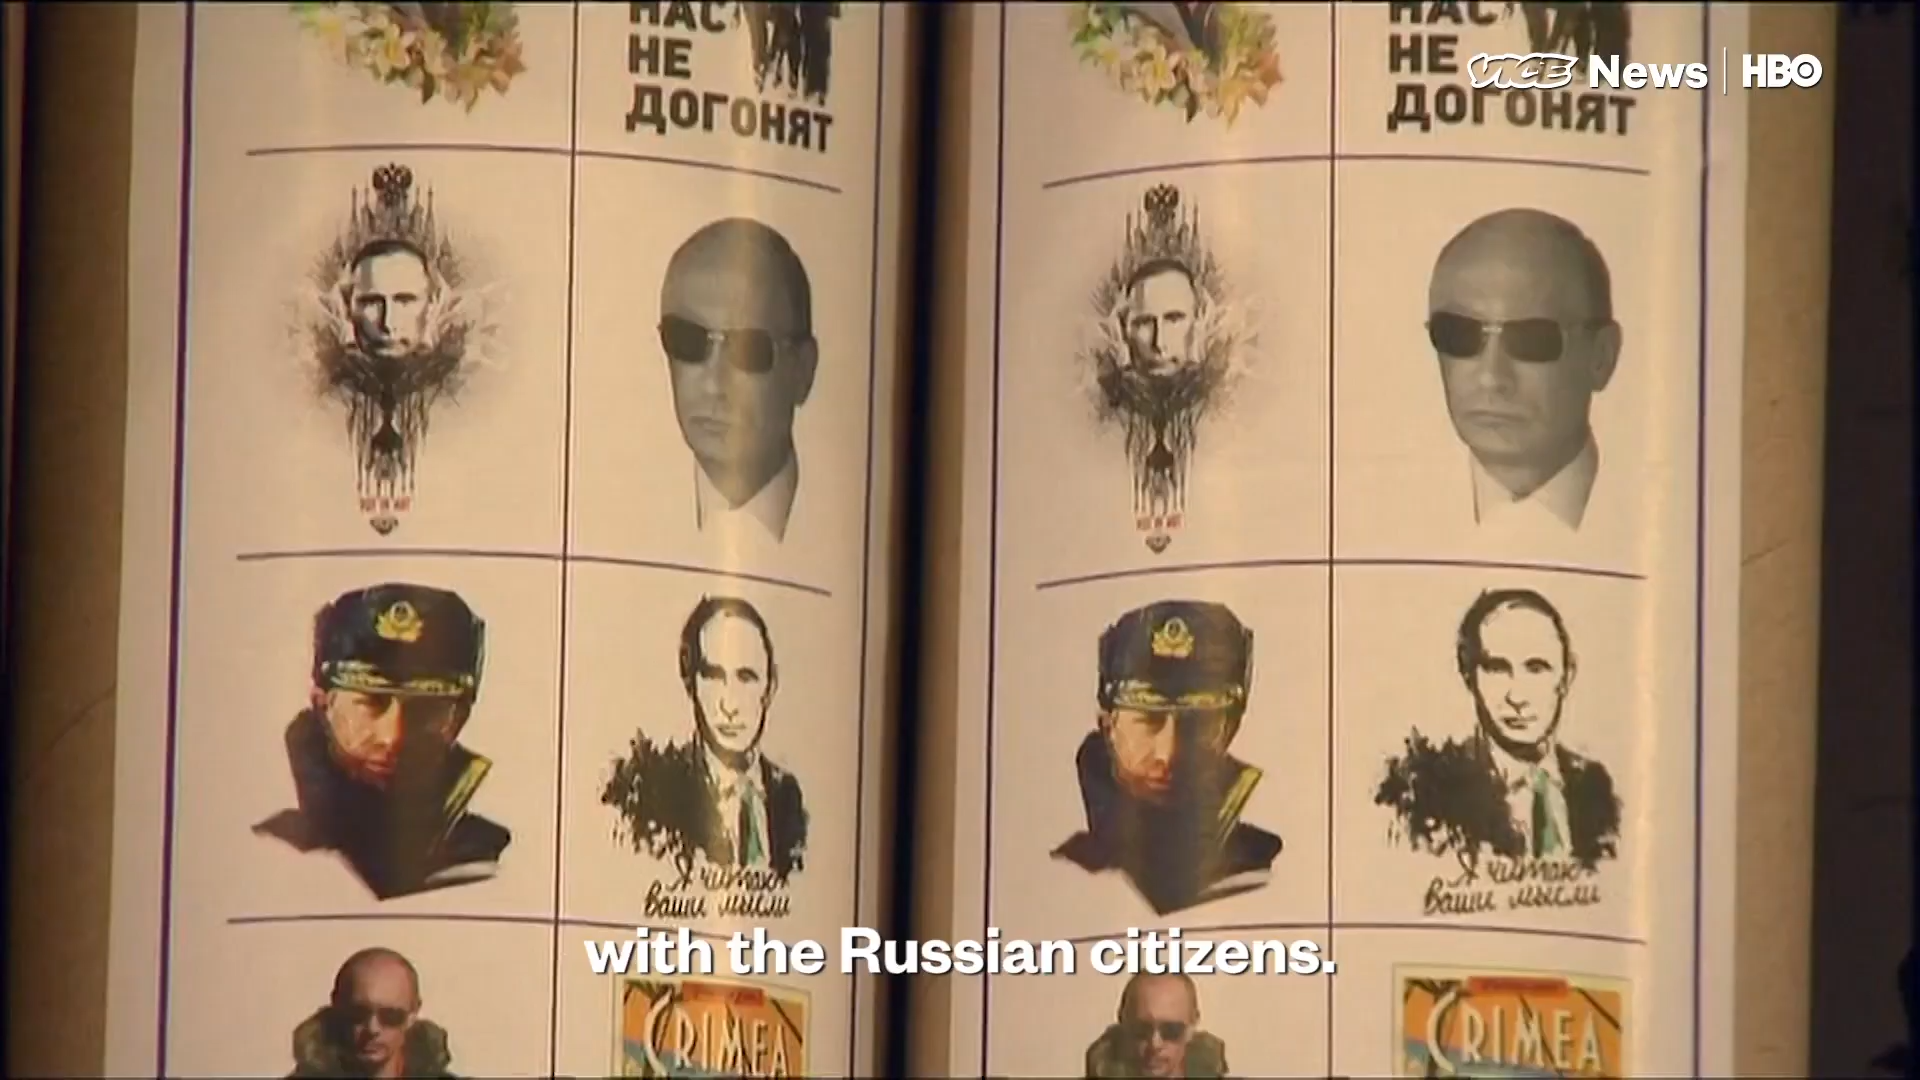 НАС
НЕ
ДОГОНЯТ
НАС
НЕ
ДОГОНЯТ
VICE News | HBO
Я читаю
ваши мысли
Я читаю
ваши мысли
with the Russian citizens.
CRIMEA
CRIMEA